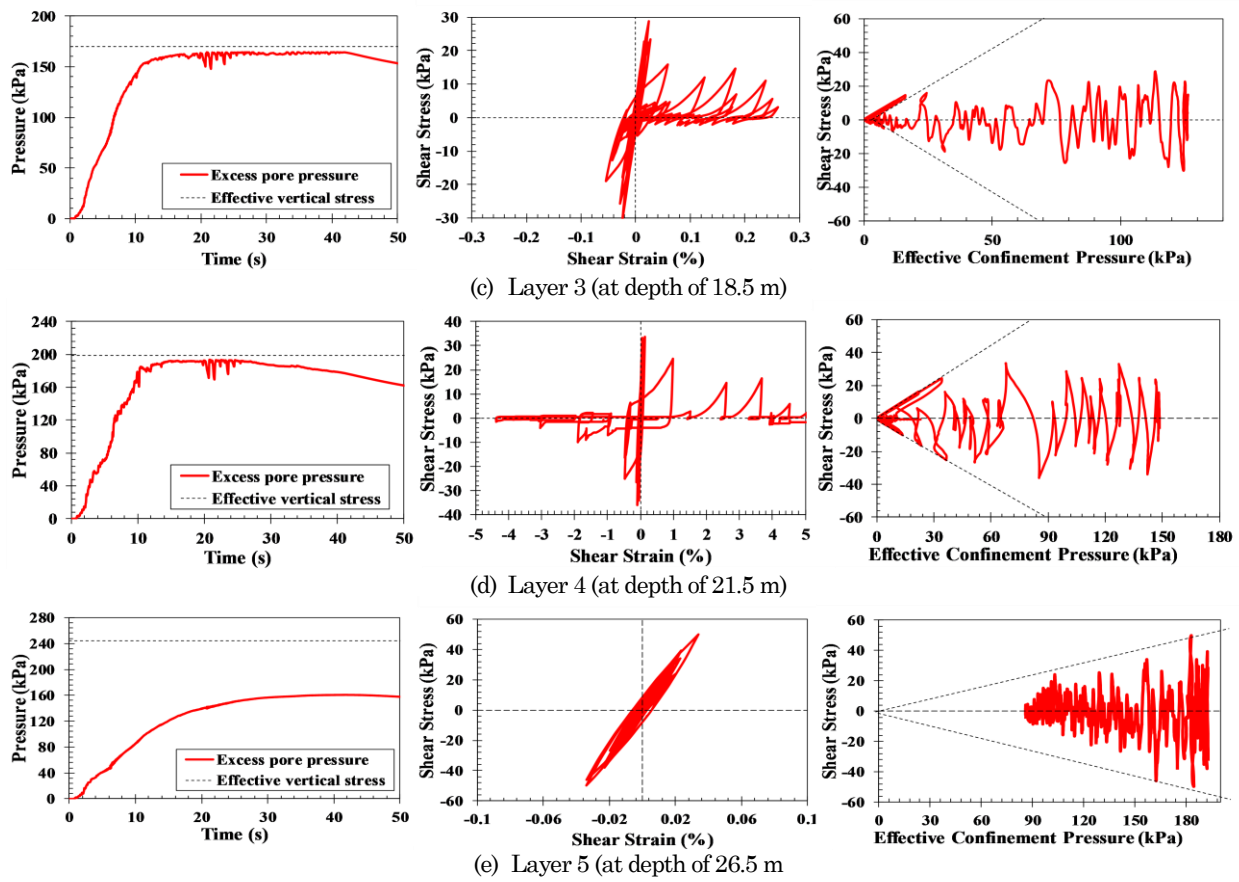 200
160
120
80
40
0
Pressure (kPa)
Excess pore pressure
Effective vertical stress
0 10 20 30 40 50
Time (s)
30
20
10
0
-10
-20
-30
Shear Stress (kPa)
-0.3 -0.2 -0.1 0 0.1 0.2 0.3
Shear Strain (%)
60
40
20
0
-20
-40
-60
Shear Stress (kPa)
0 50 100
Effective Confinement Pressure (kPa)
(c) Layer 3 (at depth of 18.5 m)
240
200
160
120
80
40
0
Pressure (kPa)
Excess pore pressure
Effective vertical stress
0 10 20 30 40 50
Time (s)
40
30
20
10
0
-10
-20
-30
-40
Shear Stress (kPa)
-5 -4 -3 -2 -1 0 1 2 3 4 5
Shear Strain (%)
60
40
20
0
-20
-40
-60
Shear Stress (kPa)
0 30 60 90 120 150 180
Effective Confinement Pressure (kPa)
(d) Layer 4 (at depth of 21.5 m)
280
240
200
160
120
80
40
0
Pressure (kPa)
Excess pore pressure
Effective vertical stress
0 10 20 30 40 50
Time (s)
60
40
20
0
-20
-40
-60
Shear Stress (kPa)
-0.1 -0.06 -0.02 0.02 0.06 0.1
Shear Strain (%)
60
40
20
0
-20
-40
-60
Shear Stress (kPa)
0 30 60 90 120 150 180
Effective Confinement Pressure (kPa)
(e) Layer 5 (at depth of 26.5 m